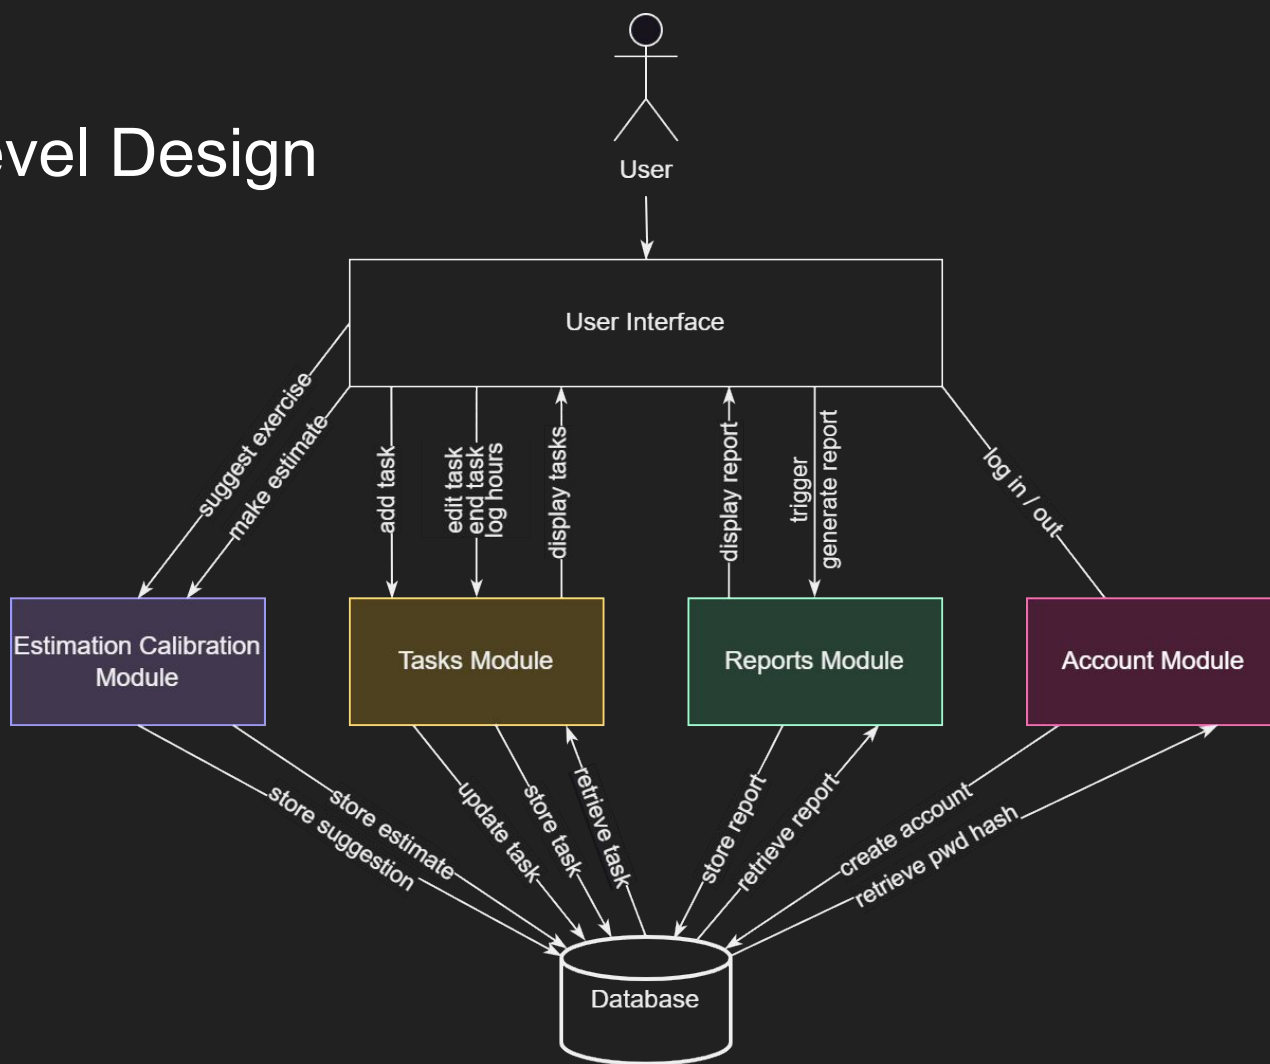 User
evel Design
User Interface
suggest exercise
make estimate
add task
edit task
end task
log hours
display tasks
display report
trigger
generate report
log in / out
Estimation Calibration
Module
Tasks Module
Reports Module
Account Module
store suggestion
store estimate
update task
store task
retrieve task
store report
retrieve report
create account
retrieve pwd hash
Database